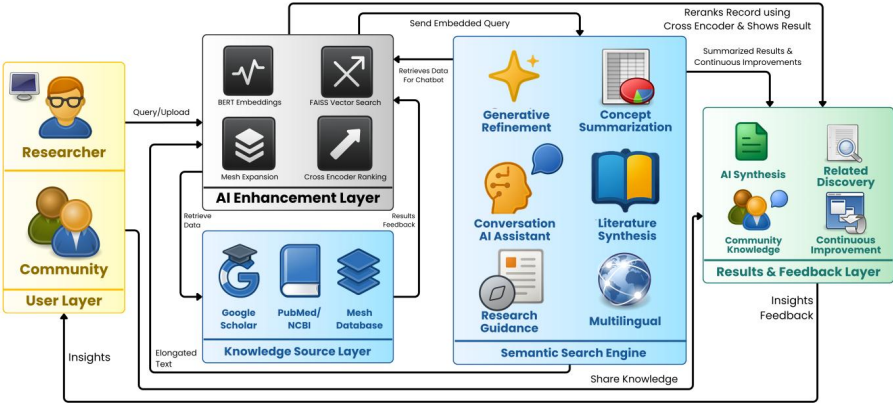 Send Embedded Query
Reranks Record using
Cross Encoder & Shows Result
Query/Upload
Researcher
Community
User Layer
BERT Embeddings
FAISS Vector Search
Mesh Expansion
Cross Encoder Ranking
AI Enhancement Layer
Retrieves Data
For Chatbot
Retrieve
Data
Results
Feedback
Google
Scholar
PubMed/
NCBI
Mesh
Database
Knowledge Source Layer
Generative
Refinement
Concept
Summarization
Conversation
AI Assistant
Literature
Synthesis
Research
Guidance
Multilingual
Semantic Search Engine
Summarized Results &
Continuous Improvements
AI Synthesis
Related
Discovery
Community
Knowledge
Continuous
Improvement
Results & Feedback Layer
Insights
Feedback
Insights
Elongated
Text
Share Knowledge